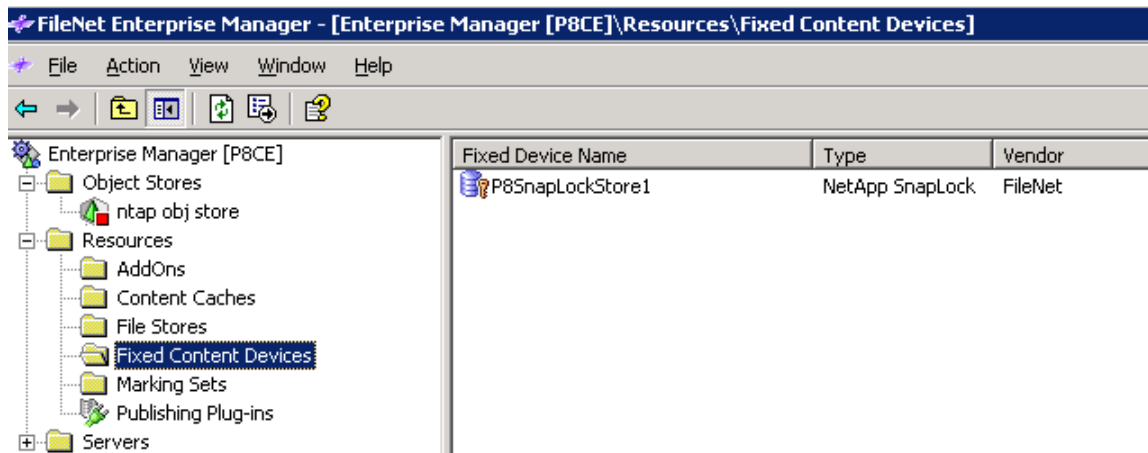 FileNet Enterprise Manager - [Enterprise Manager [P8CE]\Resources\Fixed Content Devices]
File Action View Window Help
Enterprise Manager [P8CE]
Object Stores
ntap obj store
Resources
AddOns
Content Caches
File Stores
Fixed Content Devices
Marking Sets
Publishing Plug-ins
Servers
Fixed Device Name Type Vendor
P8SnapLockStore1 NetApp SnapLock FileNet